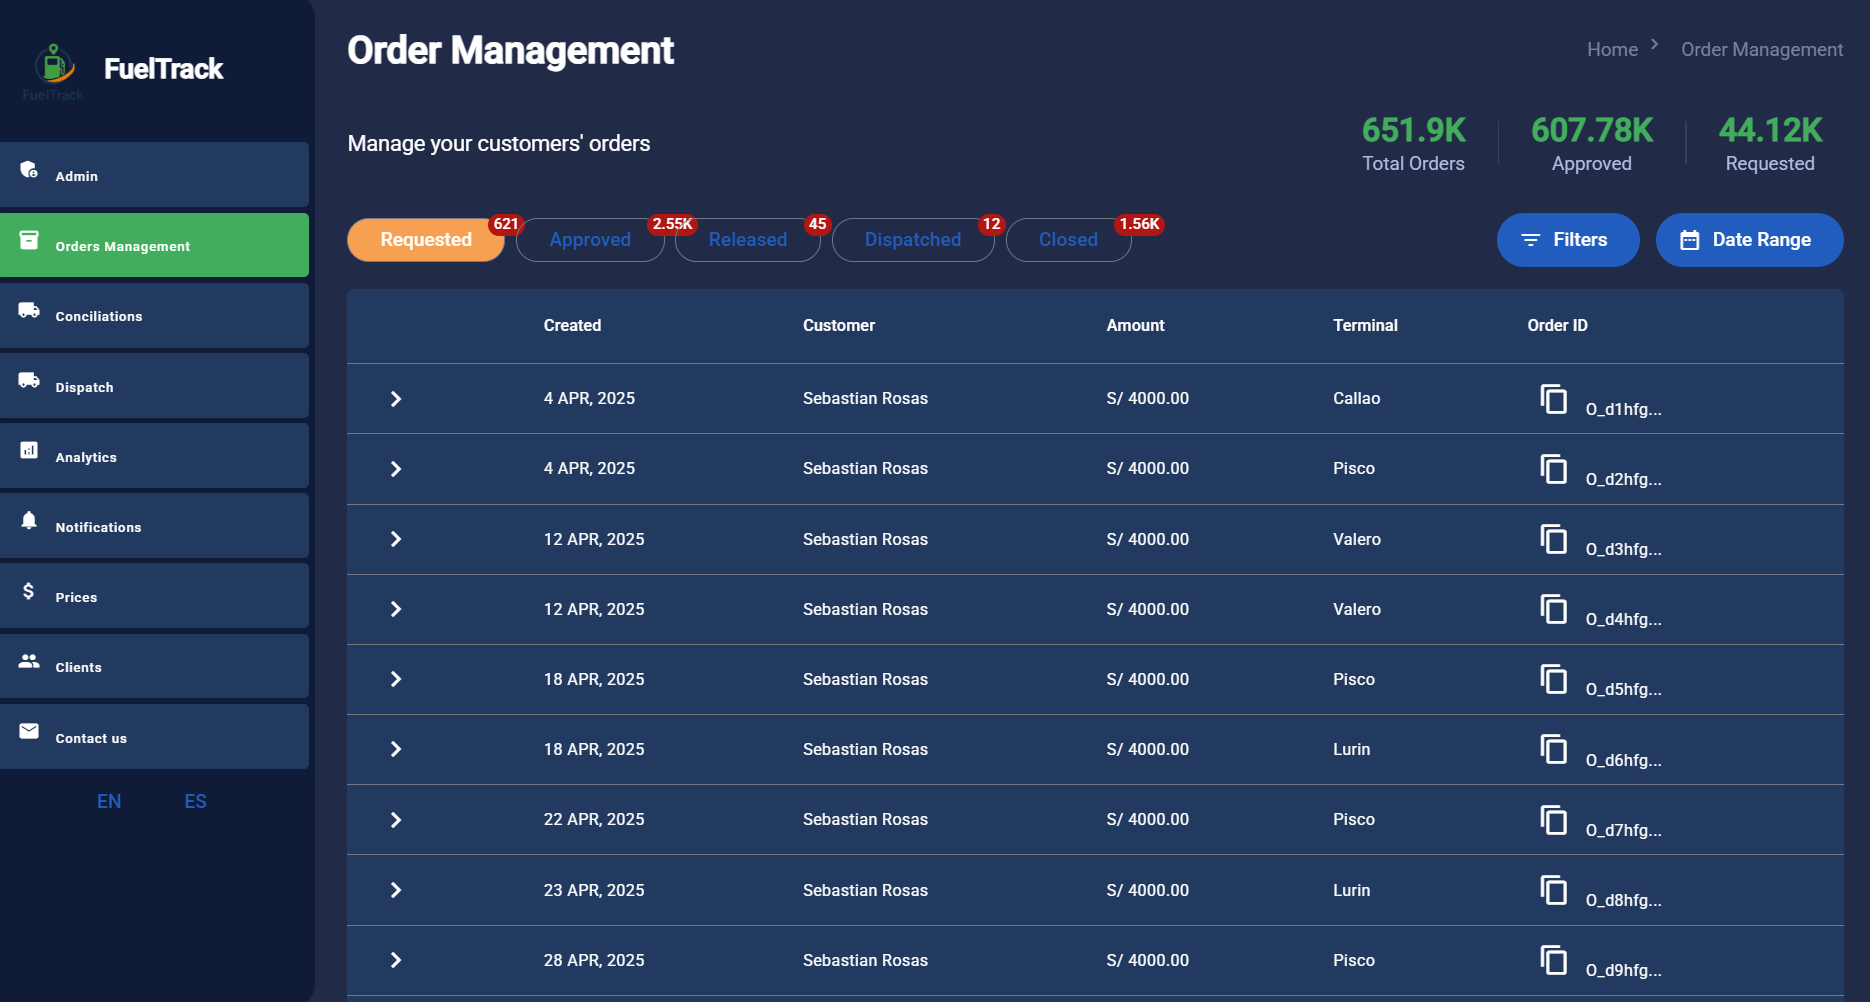 FuelTrack
FuelTrack
Admin
Orders Management
Conciliations
Dispatch
Analytics
Notifications
Prices
Clients
Contact us
EN ES
Order Management
Home Order Management
Manage your customers' orders
651.9K 607.78K 44.12K
Total Orders Approved Requested
Requested 621 Approved 2.55K Released 45 Dispatched 12 Closed 1.56K
Filters Date Range
Created Customer Amount Terminal Order ID
4 APR, 2025 Sebastian Rosas S/ 4000.00 Callao O_d1hfg...
4 APR, 2025 Sebastian Rosas S/ 4000.00 Pisco O_d2hfg...
12 APR, 2025 Sebastian Rosas S/ 4000.00 Valero O_d3hfg...
12 APR, 2025 Sebastian Rosas S/ 4000.00 Valero O_d4hfg...
18 APR, 2025 Sebastian Rosas S/ 4000.00 Pisco O_d5hfg...
18 APR, 2025 Sebastian Rosas S/ 4000.00 Lurin O_d6hfg...
22 APR, 2025 Sebastian Rosas S/ 4000.00 Pisco O_d7hfg...
23 APR, 2025 Sebastian Rosas S/ 4000.00 Lurin O_d8hfg...
28 APR, 2025 Sebastian Rosas S/ 4000.00 Pisco O_d9hfg...